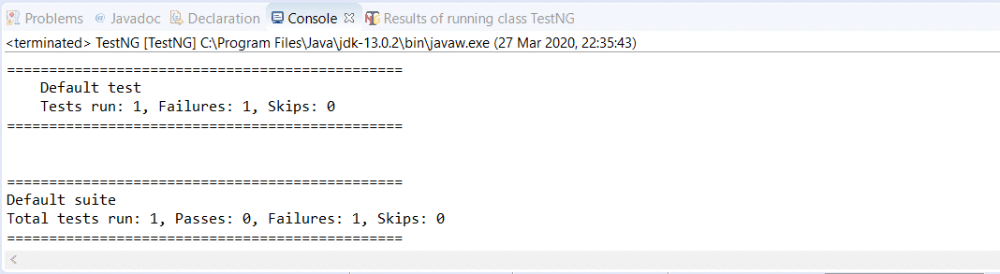 Problems @ Javadoc Declaration Console Results of running class TestNG
<terminated> TestNG [TestNG] C:\Program Files\Java\jdk-13.0.2\bin\javaw.exe (27 Mar 2020, 22:35:43)
===============================================
    Default test
    Tests run: 1, Failures: 1, Skips: 0
===============================================
===============================================
Default suite
Total tests run: 1, Passes: 0, Failures: 1, Skips: 0
===============================================